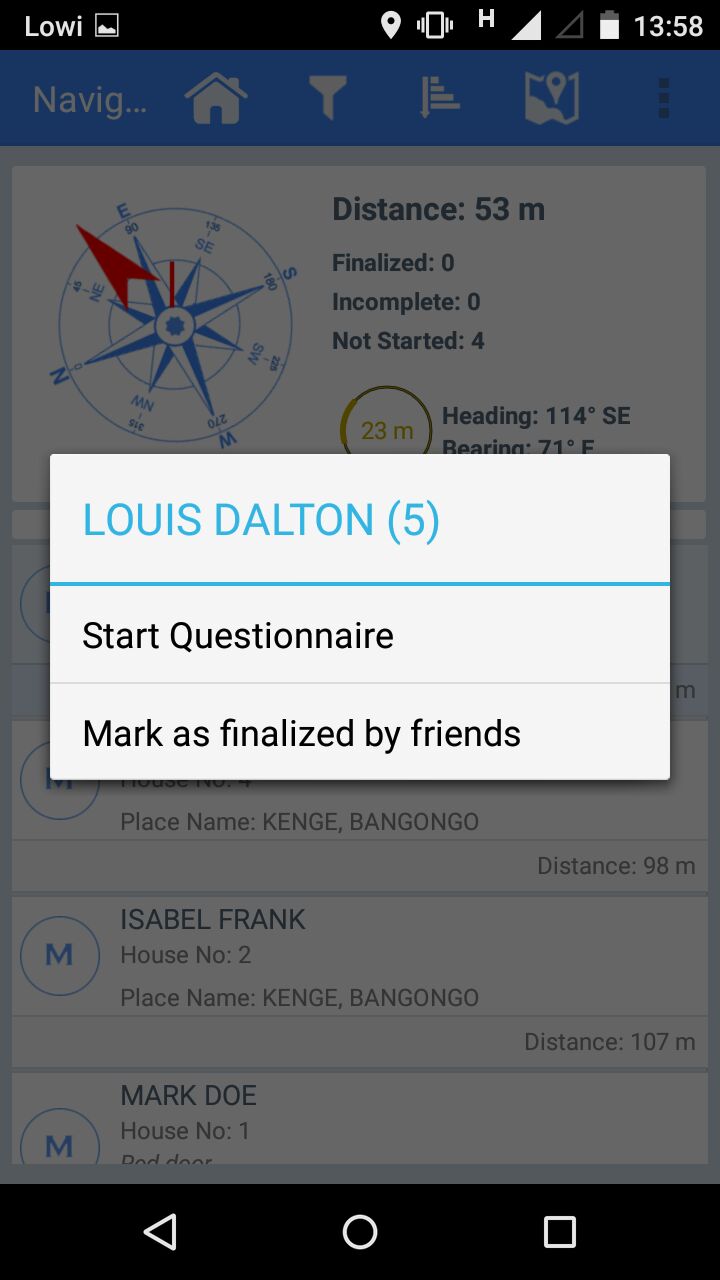 Lowi
H
13:58
Navig...
Distance: 53 m
Finalized: 0
Incomplete: 0
Not Started: 4
E
90
135
SE
S
180
45
NE
SW
225
N
0
NW
315
270
W
23 m
Heading: 114° SE
Bearing: 71° E
LOUIS DALTON (5)
Start Questionnaire
m
Mark as finalized by friends
M
House No: 4
Place Name: KENGE, BANGONGO
Distance: 98 m
ISABEL FRANK
M
House No: 2
Place Name: KENGE, BANGONGO
Distance: 107 m
MARK DOE
House No: 1
M
Red door